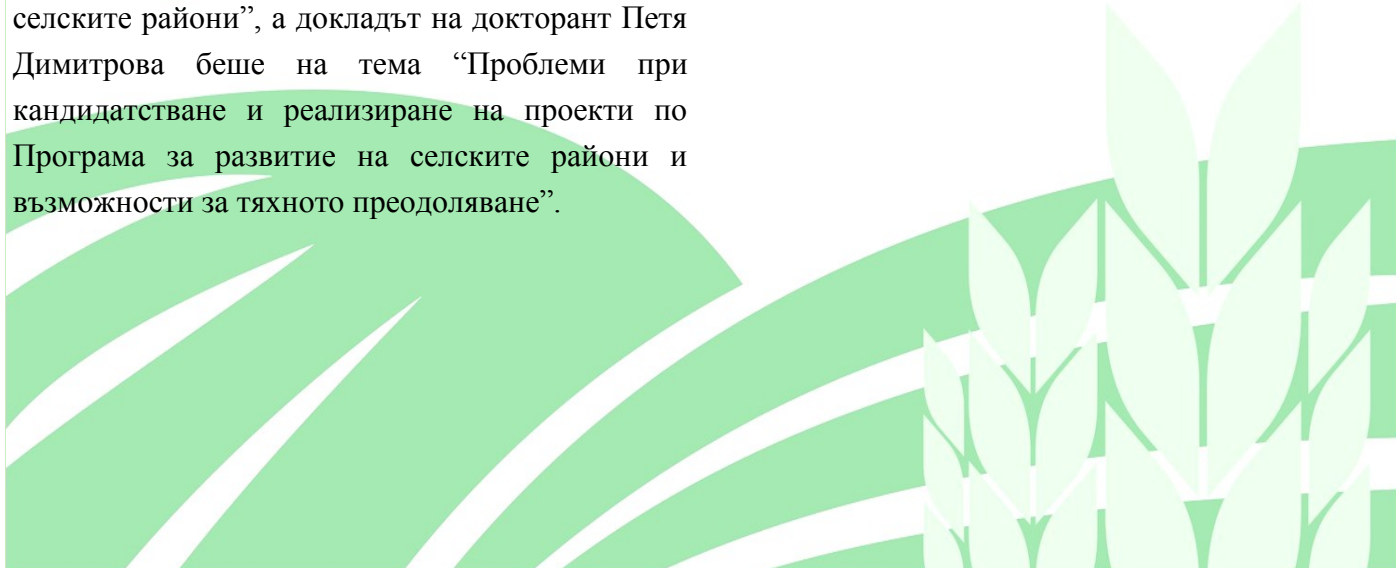 селските райони”, а докладът на докторант Петя
Димитрова беше на тема “Проблеми при
кандидатстване и реализиране на проекти по
Програма за развитие на селските райони и
възможности за тяхното преодоляване”.